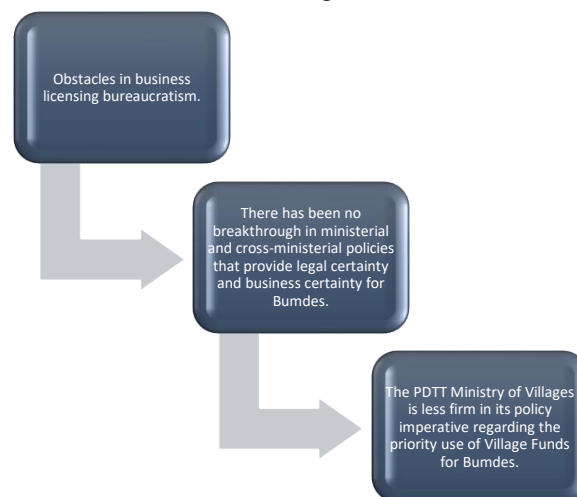 Obstacles in business
licensing bureaucratism.
There has been no
breakthrough in ministerial
and cross-ministerial policies
that provide legal certainty
and business certainty for
Bumdes.
The PDTT Ministry of Villages
is less firm in its policy
imperative regarding the
priority use of Village Funds
for Bumdes.